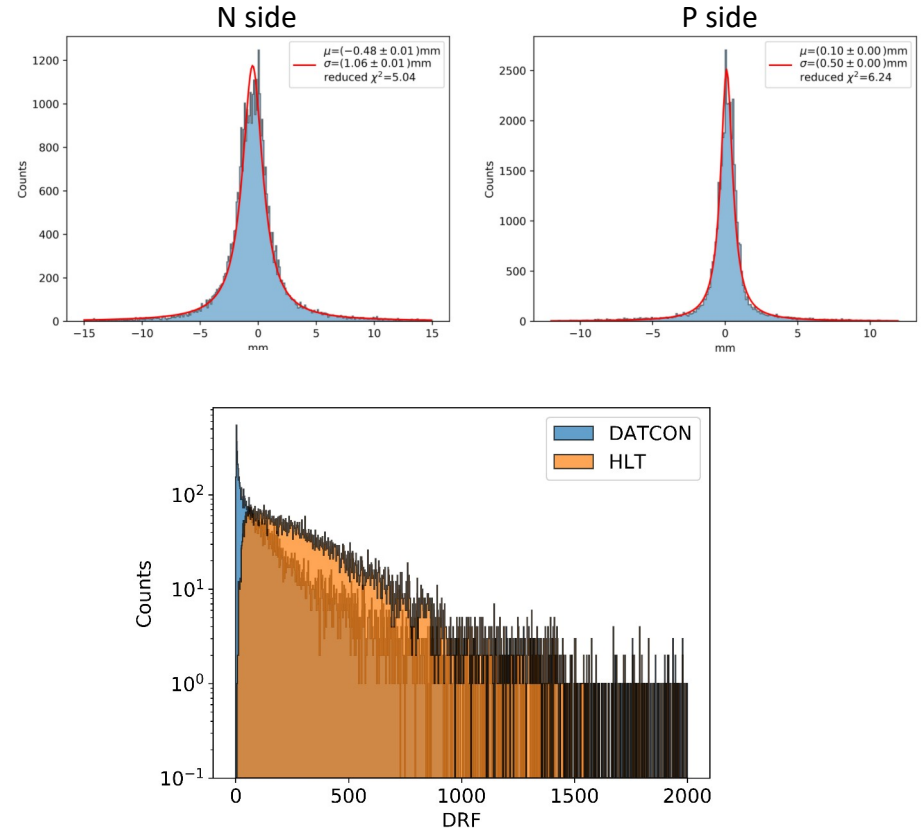 N side
P side
μ=(−0.48 ± 0.01)mm
σ=(1.06 ± 0.01)mm
reduced χ²=5.04
1200
1000
800
600
400
200
0
Counts
−15 −10 −5 0 5 10 15
mm
μ=(0.10 ± 0.00)mm
σ=(0.50 ± 0.00)mm
reduced χ²=6.24
2500
2000
1500
1000
500
0
Counts
−10 −5 0 5 10
mm
DATCON
HLT
10²
10¹
10⁰
10⁻¹
Counts
0 500 1000 1500 2000
DRF